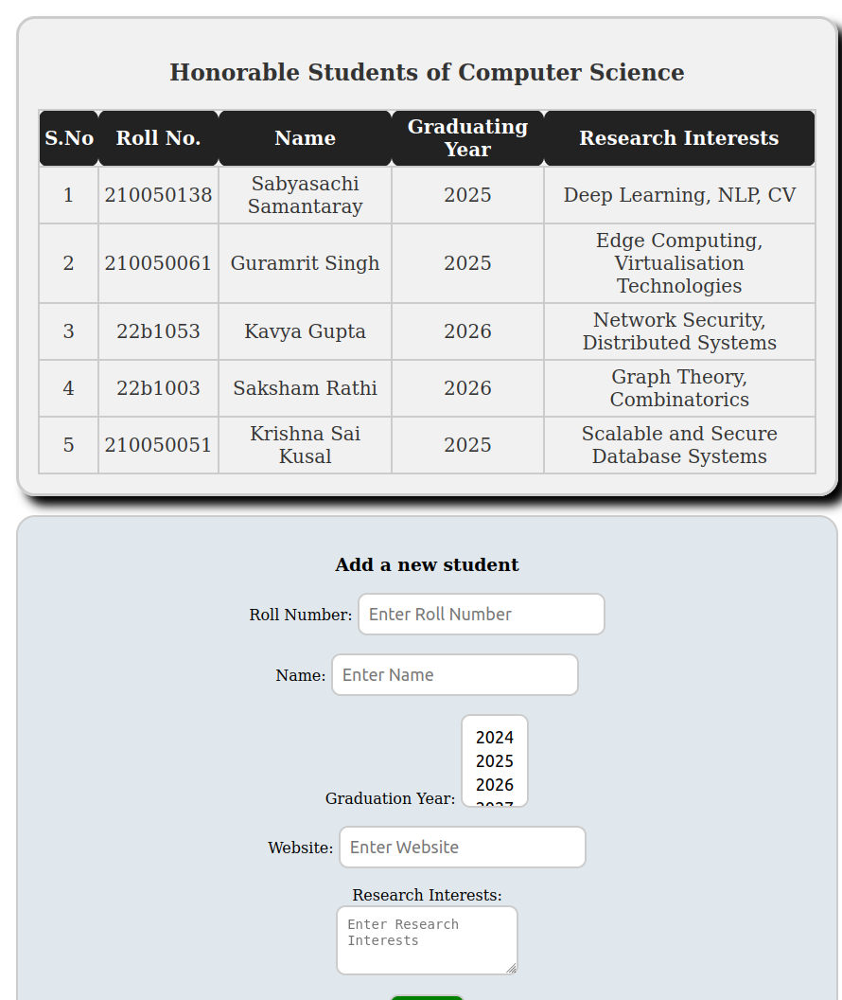 Honorable Students of Computer Science
S.No Roll No. Name Graduating Year Research Interests
1 210050138 Sabyasachi Samantaray 2025 Deep Learning, NLP, CV
2 210050061 Guramrit Singh 2025 Edge Computing, Virtualisation Technologies
3 22b1053 Kavya Gupta 2026 Network Security, Distributed Systems
4 22b1003 Saksham Rathi 2026 Graph Theory, Combinatorics
5 210050051 Krishna Sai Kusal 2025 Scalable and Secure Database Systems
Add a new student
Roll Number: Enter Roll Number
Name: Enter Name
2024
2025
2026
2027
Graduation Year:
Website: Enter Website
Research Interests:
Enter Research
Interests